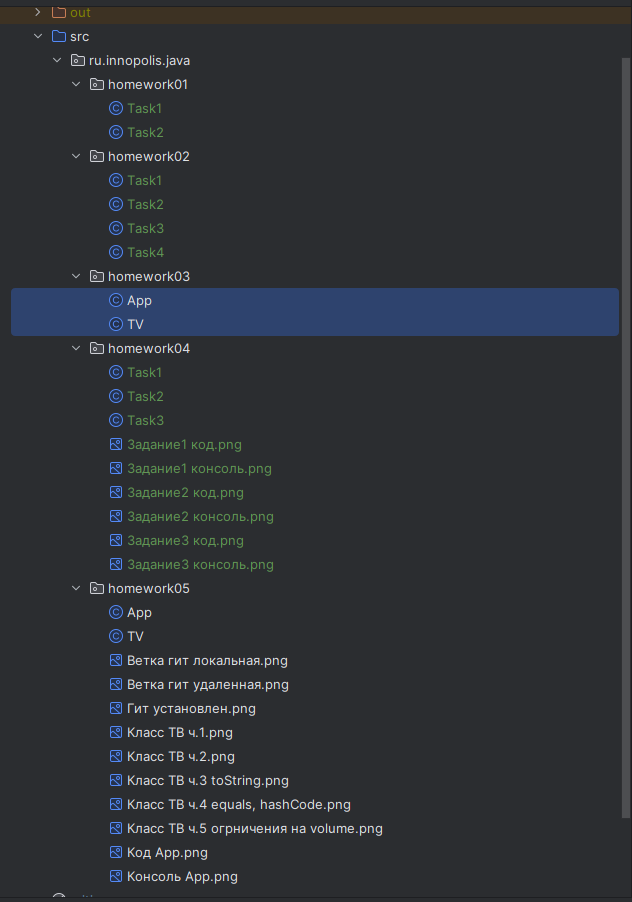 out
src
ru.innopolis.java
homework01
Task1
Task2
homework02
Task1
Task2
Task3
Task4
homework03
App
TV
homework04
Task1
Task2
Task3
Задание1 код.png
Задание1 консоль.png
Задание2 код.png
Задание2 консоль.png
Задание3 код.png
Задание3 консоль.png
homework05
App
TV
Ветка гит локальная.png
Ветка гит удаленная.png
Гит установлен.png
Класс ТВ ч.1.png
Класс ТВ ч.2.png
Класс ТВ ч.3 toString.png
Класс ТВ ч.4 equals, hashCode.png
Класс ТВ ч.5 огрничения на volume.png
Код App.png
Консоль App.png